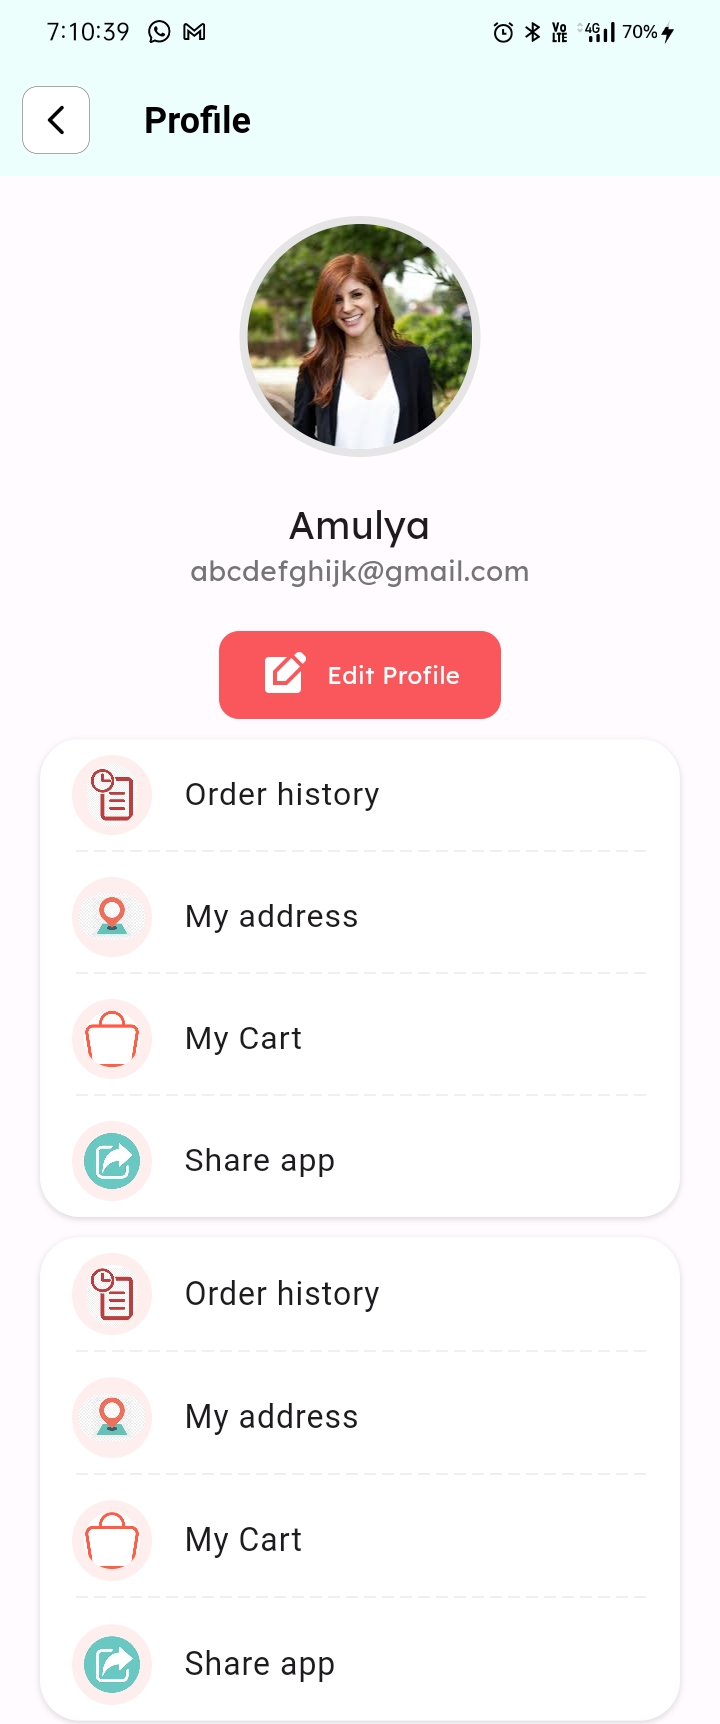 7:10:39 Vo LTE 4G 70%
Profile
Amulya
abcdefghijk@gmail.com
Edit Profile
Order history
My address
My Cart
Share app
Order history
My address
My Cart
Share app